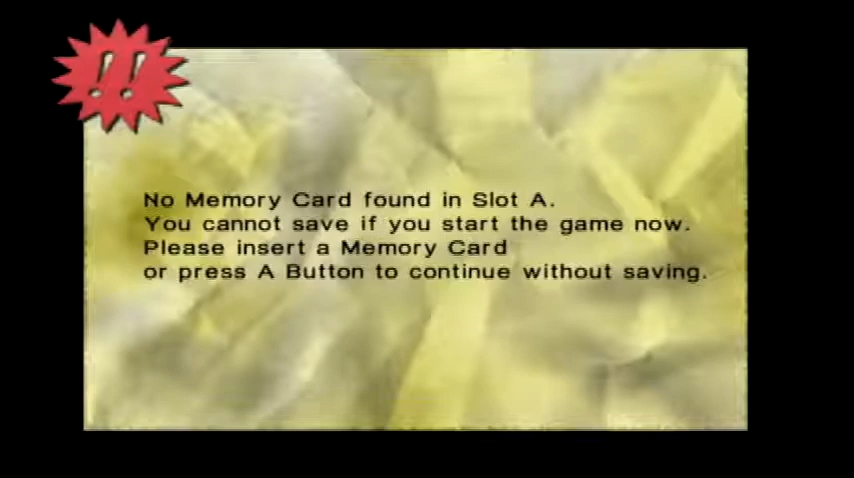 !!
No Memory Card found in Slot A.
You cannot save if you start the game now.
Please insert a Memory Card
or press A Button to continue without saving.